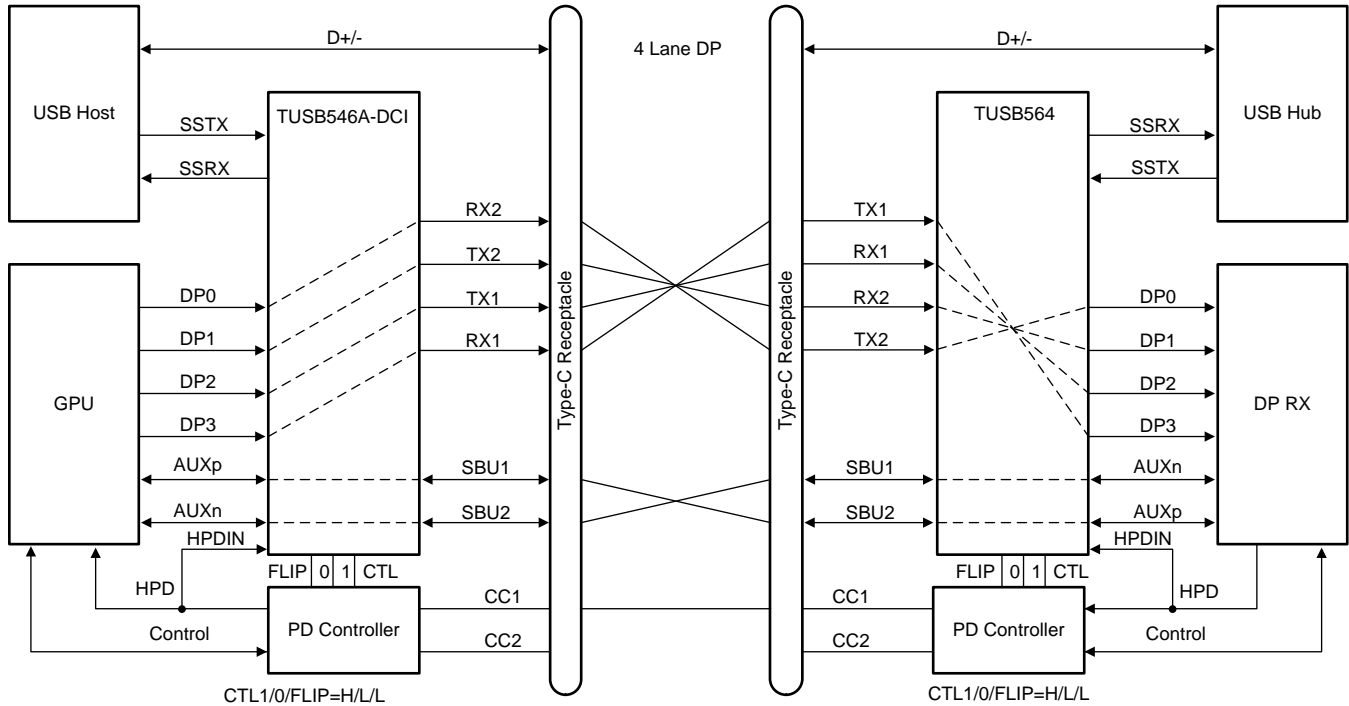 USB Host
D+/-
4 Lane DP
D+/-
USB Hub
TUSB546A-DCI
TUSB564
SSTX
SSRX
SSRX
SSTX
RX2
TX2
TX1
RX1
Type-C Receptacle
Type-C Receptacle
TX1
RX1
RX2
TX2
GPU
DP0
DP1
DP2
DP3
AUXp
AUXn
SBU1
SBU2
SBU1
SBU2
DP0
DP1
DP2
DP3
AUXn
AUXp
DP RX
HPDIN
HPDIN
FLIP 0 1 CTL
FLIP 0 1 CTL
HPD
HPD
Control
PD Controller
CC1
CC2
CC1
CC2
PD Controller
Control
CTL1/0/FLIP=H/L/L
CTL1/0/FLIP=H/L/L